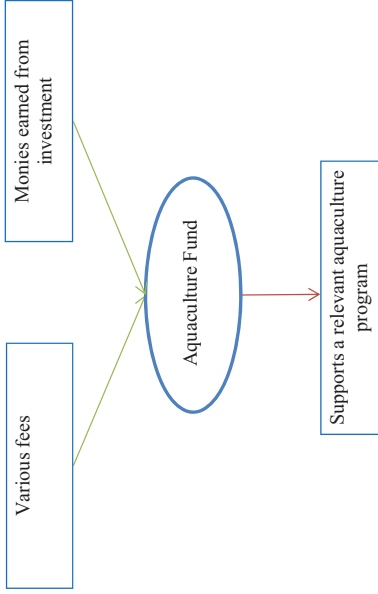 Various fees
Monies earned from
investment
Aquaculture Fund
Supports a relevant aquaculture
program